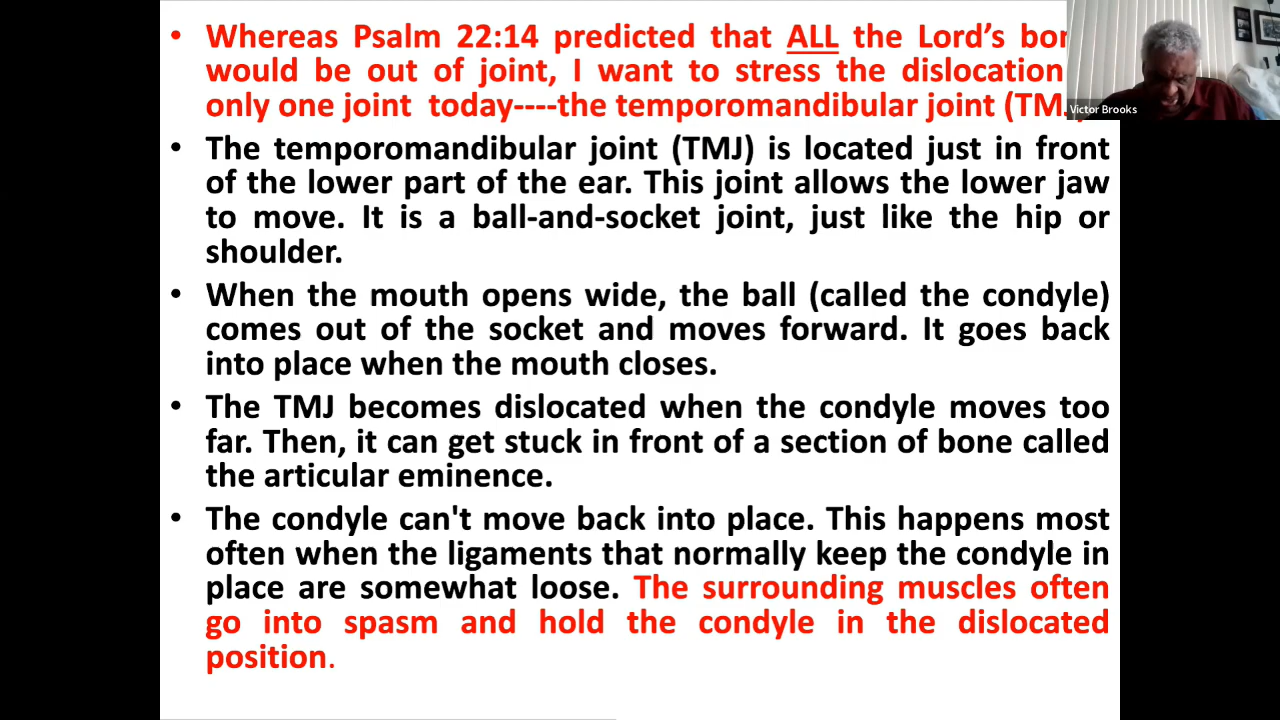 • Whereas Psalm 22:14 predicted that ALL the Lord’s
would be out of joint, I want to stress the dislocation
only one joint today----the temporomandibular joint
Victor Brooks
• The temporomandibular joint (TMJ) is located just in front
of the lower part of the ear. This joint allows the lower jaw
to move. It is a ball-and-socket joint, just like the hip or
shoulder.
• When the mouth opens wide, the ball (called the condyle)
comes out of the socket and moves forward. It goes back
into place when the mouth closes.
• The TMJ becomes dislocated when the condyle moves too
far. Then, it can get stuck in front of a section of bone called
the articular eminence.
• The condyle can't move back into place. This happens most
often when the ligaments that normally keep the condyle in
place are somewhat loose. The surrounding muscles often
go into spasm and hold the condyle in the dislocated
position.